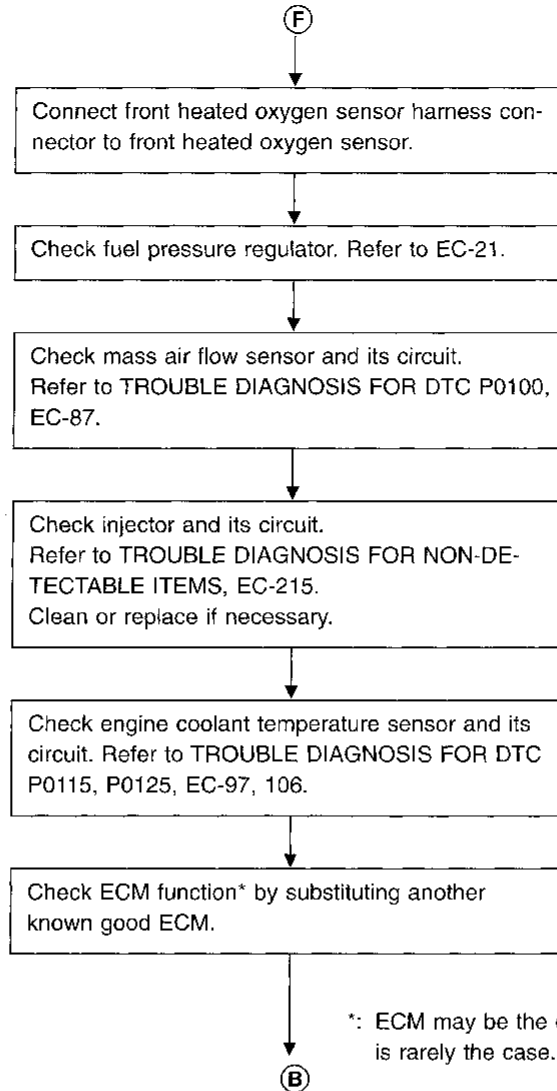 F
Connect front heated oxygen sensor harness con-
nector to front heated oxygen sensor.
Check fuel pressure regulator. Refer to EC-21.
Check mass air flow sensor and its circuit.
Refer to TROUBLE DIAGNOSIS FOR DTC P0100,
EC-87.
Check injector and its circuit.
Refer to TROUBLE DIAGNOSIS FOR NON-DE-
TECTABLE ITEMS, EC-215.
Clean or replace if necessary.
Check engine coolant temperature sensor and its
circuit. Refer to TROUBLE DIAGNOSIS FOR DTC
P0115, P0125, EC-97, 106.
Check ECM function* by substituting another
known good ECM.
*: ECM may be the
is rarely the case.
B